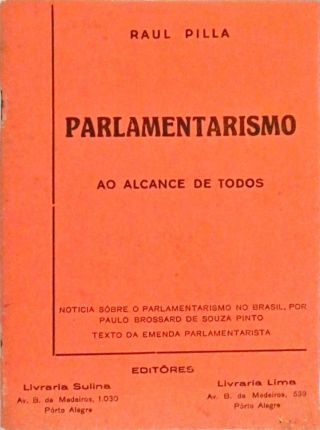 RAUL PILLA
PARLAMENTARISMO
AO ALCANCE DE TODOS
NOTICIA SÔBRE O PARLAMENTARISMO NO BRASIL, POR
PAULO BROSSARD DE SOUZA PINTO
TEXTO DA EMENDA PARLAMENTARISTA
EDITÔRES
Livraria Sulina
Av. B. de Medeiros, 1.030
Pôrto Alegre
Livraria Lima
Av. B. de Medeiros, 539
Pôrto Alegre